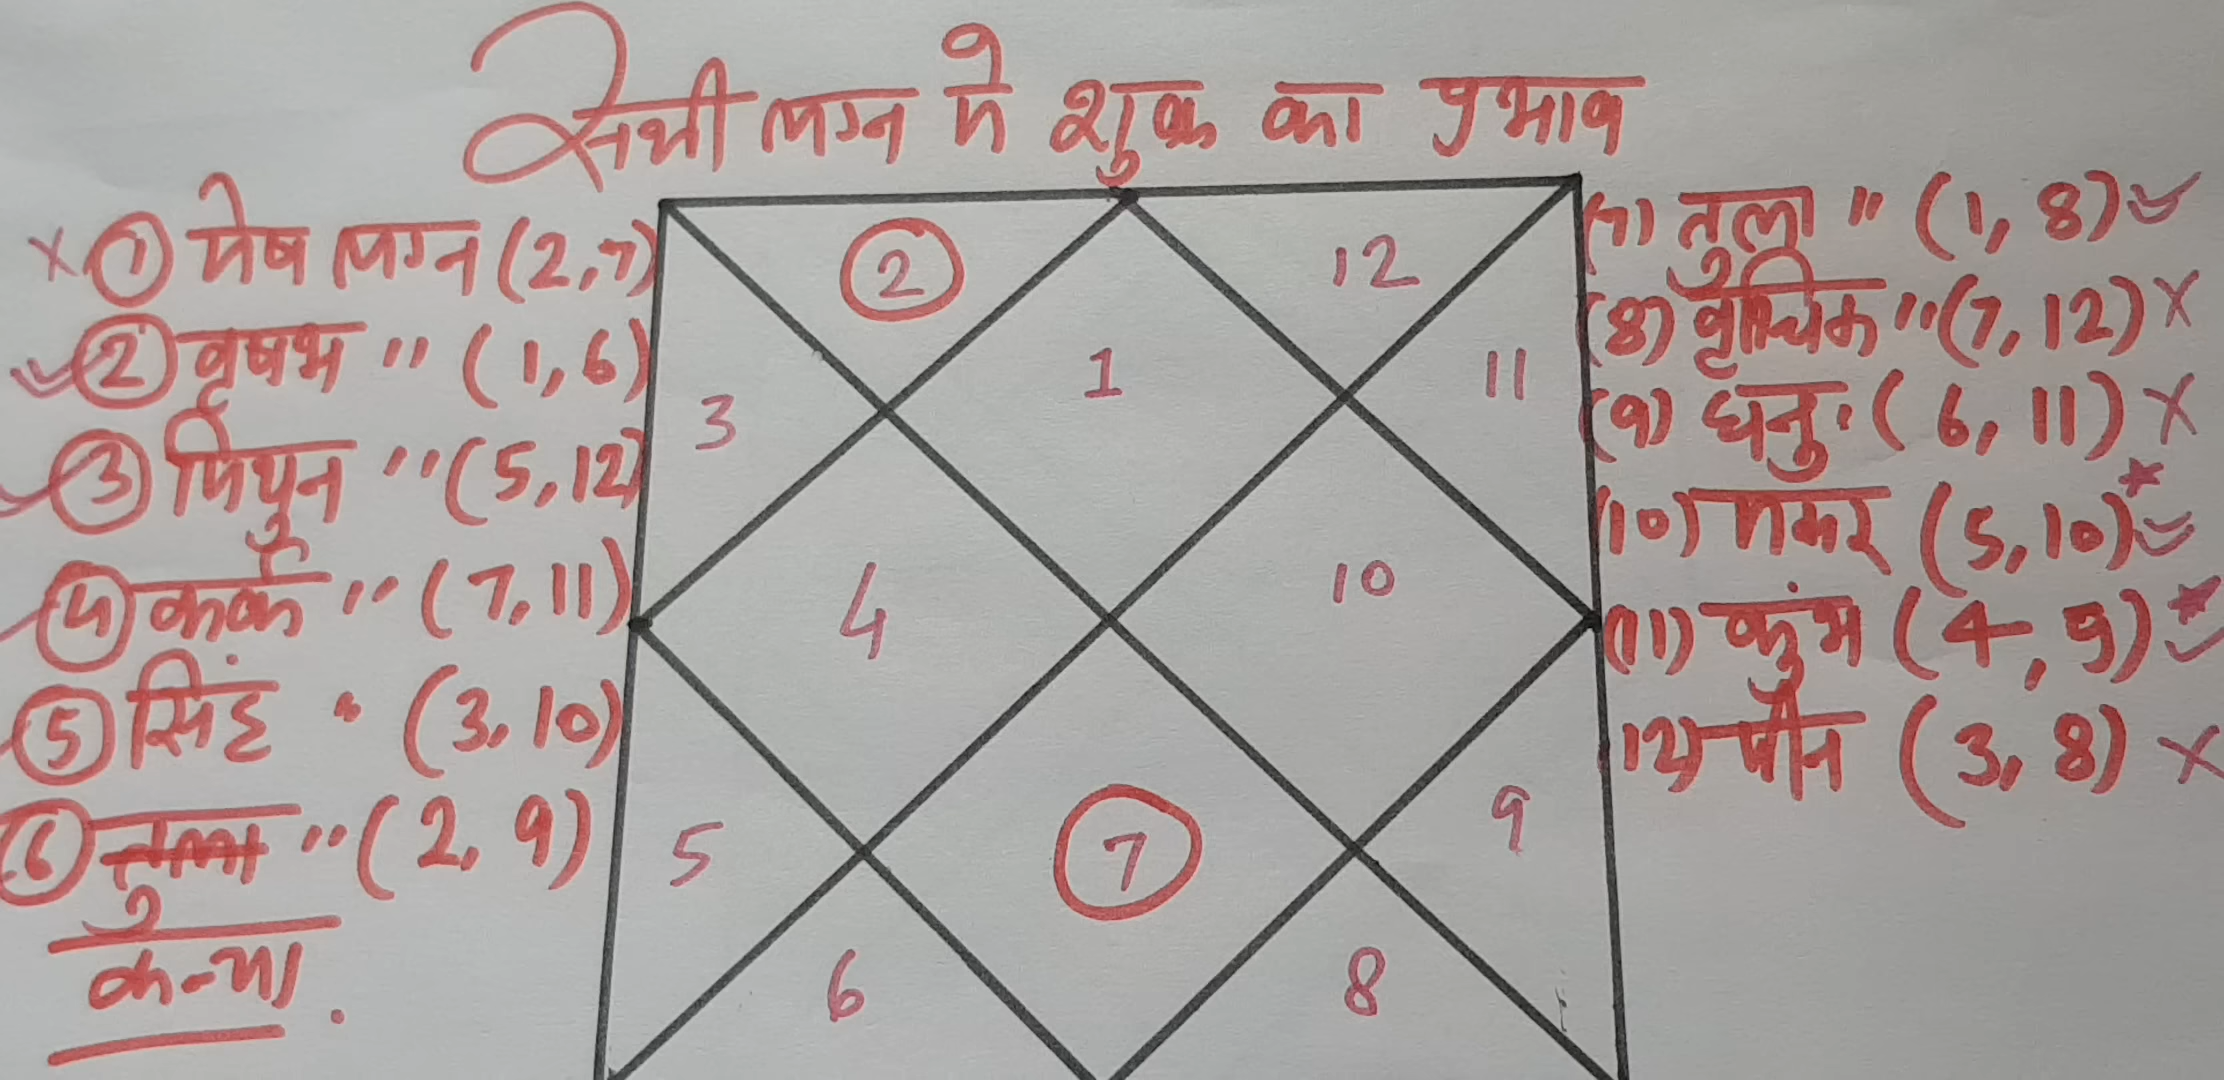 सभी लग्न मे शुक्र का प्रभाव
× ① मेष लग्न (2,7)
② वृषभ " (1,6)
③ मिथुन " (5,12)
④ कर्क " (7,11)
⑤ सिंह " (3,10)
⑥ तुला " (2,9)
कन्या.
(7) तुला " (1,8)
(8) वृश्चिक " (7,12) ×
(9) धनु: (6,11) ×
(10) मकर (5,10)
(11) कुंभ (4,9)
12) मीन (3,8) ×
2
12
3
1
11
4
10
5
7
9
6
8